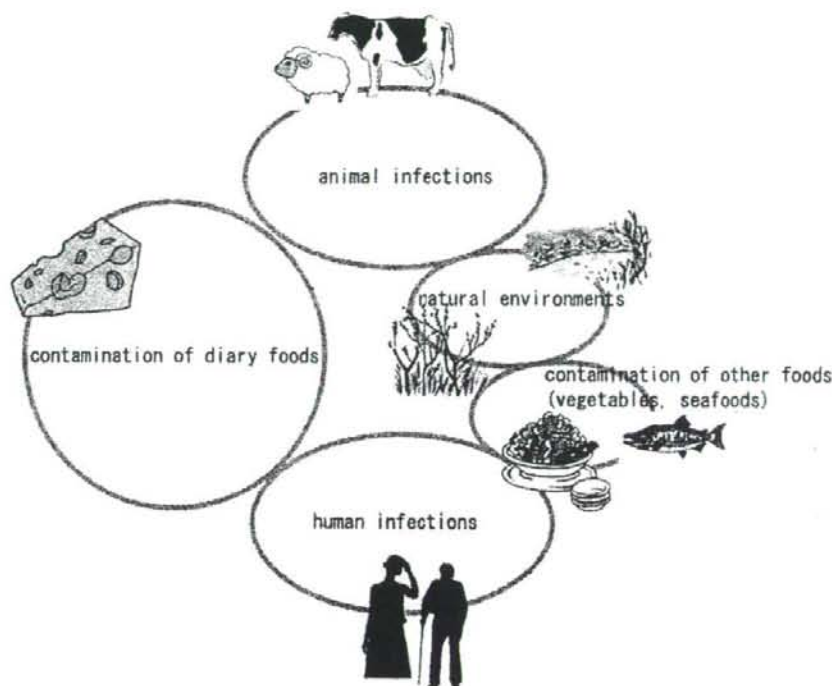 animal infections
natural environments
contamination of diary foods
contamination of other foods
(vegetables, seafoods)
human infections